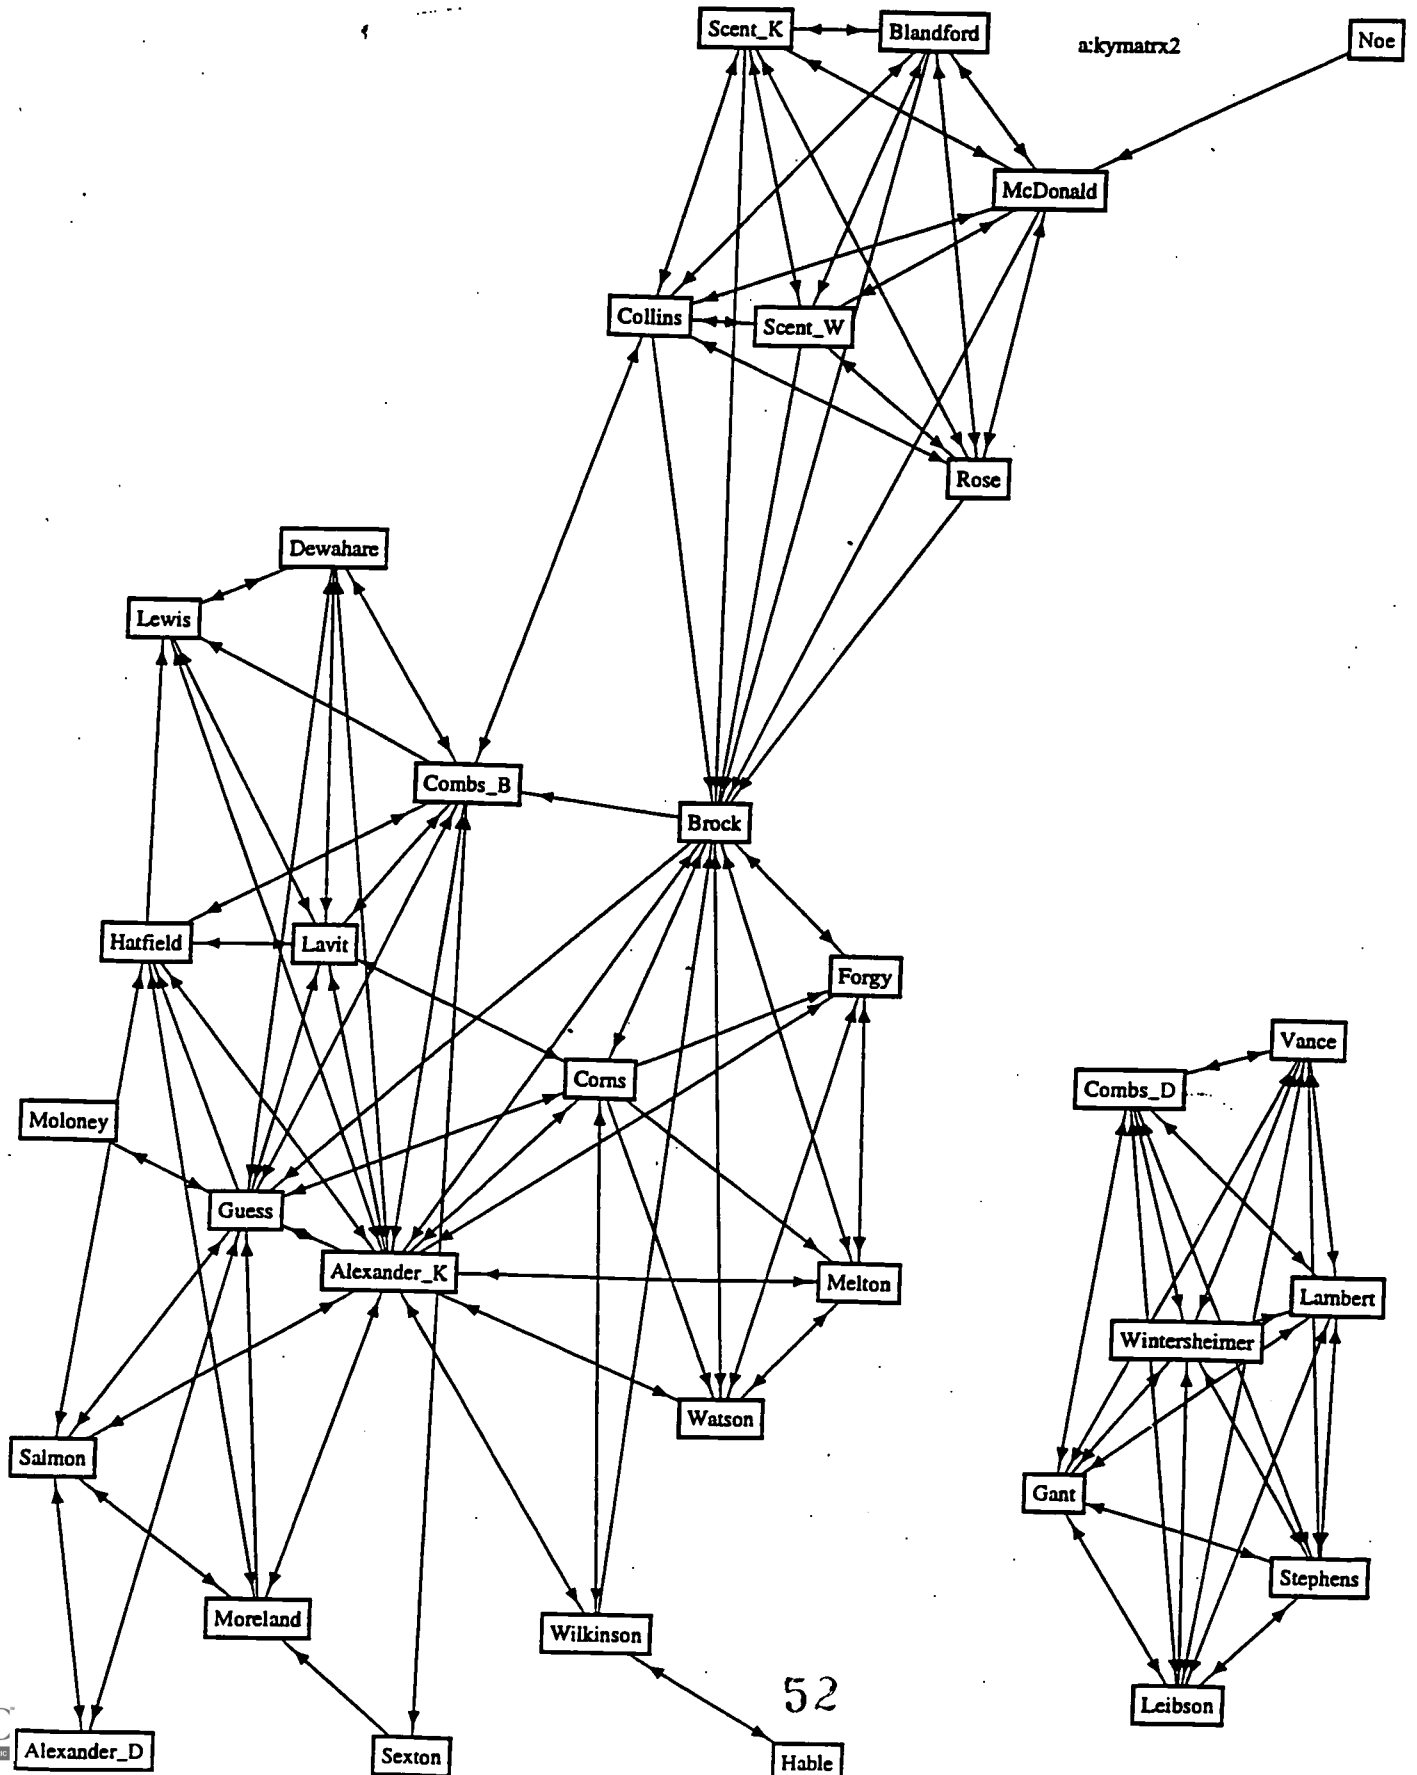 Scent_K
Blandford
a:kymatrx2
Noe
McDonald
Collins
Scent_W
Rose
Dewahare
Lewis
Combs_B
Brock
Hatfield
Lavit
Forgy
Vance
Corns
Combs_D
Moloney
Guess
Alexander_K
Melton
Lambert
Wintersheimer
Watson
Salmon
Gant
Stephens
Moreland
Wilkinson
52
Leibson
Alexander_D
Sexton
Hable